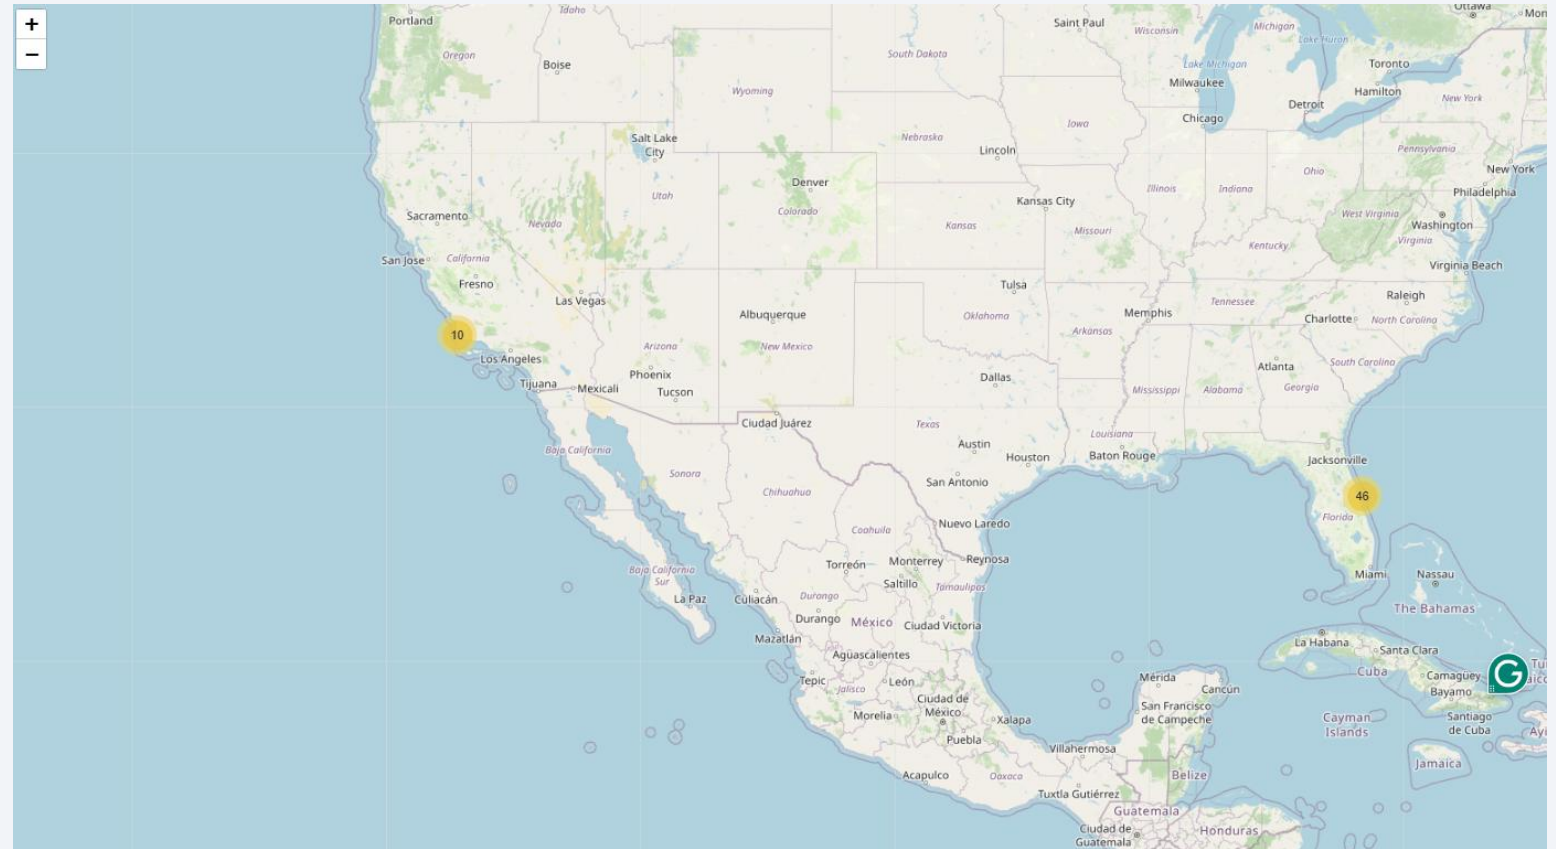 +
−
Portland
Idaho
Saint Paul
Wisconsin
Michigan
Ottawa
Oregon
Boise
South Dakota
Lake Huron
Lake Michigan
Toronto
Wyoming
Milwaukee
Hamilton
New York
Detroit
Chicago
Iowa
Salt Lake
City
Nebraska
Lincoln
Pennsylvania
New York
Ohio
Denver
Utah
Illinois
Indiana
Philadelphia
Kansas City
Colorado
Sacramento
Nevada
West Virginia
Washington
Kansas
Missouri
Kentucky
Virginia
San Jose
California
Virginia Beach
Fresno
Tulsa
Las Vegas
Raleigh
Tennessee
Albuquerque
Oklahoma
Memphis
Charlotte
North Carolina
10
Arkansas
Arizona
New Mexico
Los Angeles
South Carolina
Atlanta
Phoenix
Dallas
Tijuana
Mexicali
Tucson
Mississippi
Alabama
Georgia
Ciudad Juárez
Texas
Louisiana
Austin
Baja California
Houston
Baton Rouge
Jacksonville
Sonora
San Antonio
Chihuahua
46
Florida
Nuevo Laredo
Coahuila
Reynosa
Monterrey
Torreón
Baja California
Sur
Miami
Nassau
Saltillo
Tamaulipas
La Paz
Culiacán
Durango
The Bahamas
Durango
México
Ciudad Victoria
Mazatlán
La Habana
Santa Clara
Aguascalientes
Cuba
Camagüey
G
Tepic
León
Mérida
Cancún
Jalisco
Bayamo
Ciudad de
México
San Francisco
de Campeche
Morelia
Xalapa
Cayman
Islands
Santiago
de Cuba
Puebla
Villahermosa
Jamaica
Acapulco
Oaxaca
Belize
Tuxtla Gutiérrez
Guatemala
Ciudad de
Guatemala
Honduras